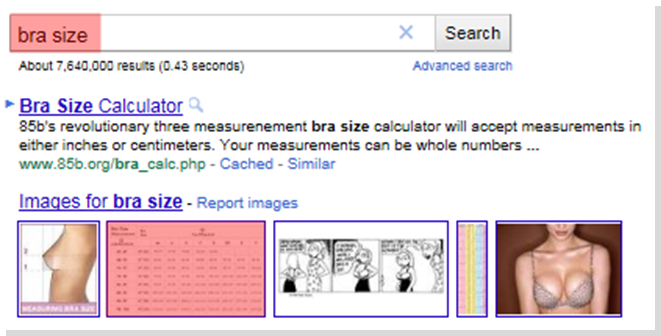 bra size
Search
About 7,640,000 results (0.43 seconds)
Advanced search
Bra Size Calculator
85b's revolutionary three measurenement bra size calculator will accept measurements in
either inches or centimeters. Your measurements can be whole numbers ...
www.85b.org/bra_calc.php - Cached - Similar
Images for bra size - Report images
MEASURING BRA SIZE